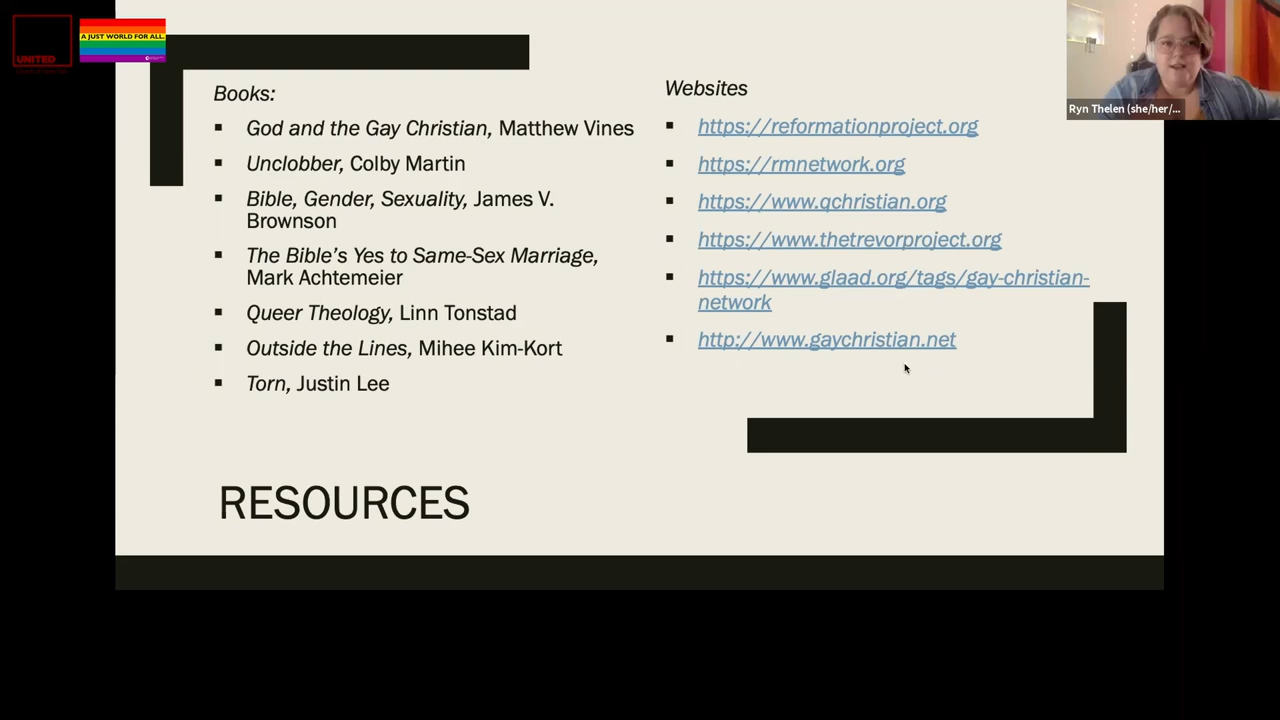 UNITED
A JUST WORLD FOR ALL.
Books:
▪ God and the Gay Christian, Matthew Vines
▪ Unclobber, Colby Martin
▪ Bible, Gender, Sexuality, James V.
Brownson
▪ The Bible's Yes to Same-Sex Marriage,
Mark Achtemeier
▪ Queer Theology, Linn Tonstad
▪ Outside the Lines, Mihee Kim-Kort
▪ Torn, Justin Lee
Websites
▪ https://reformationproject.org
▪ https://rmnetwork.org
▪ https://www.qchristian.org
▪ https://www.thetrevorproject.org
▪ https://www.glaad.org/tags/gay-christian-
network
▪ http://www.gaychristian.net
RESOURCES
Ryn Thelen (she/her/...